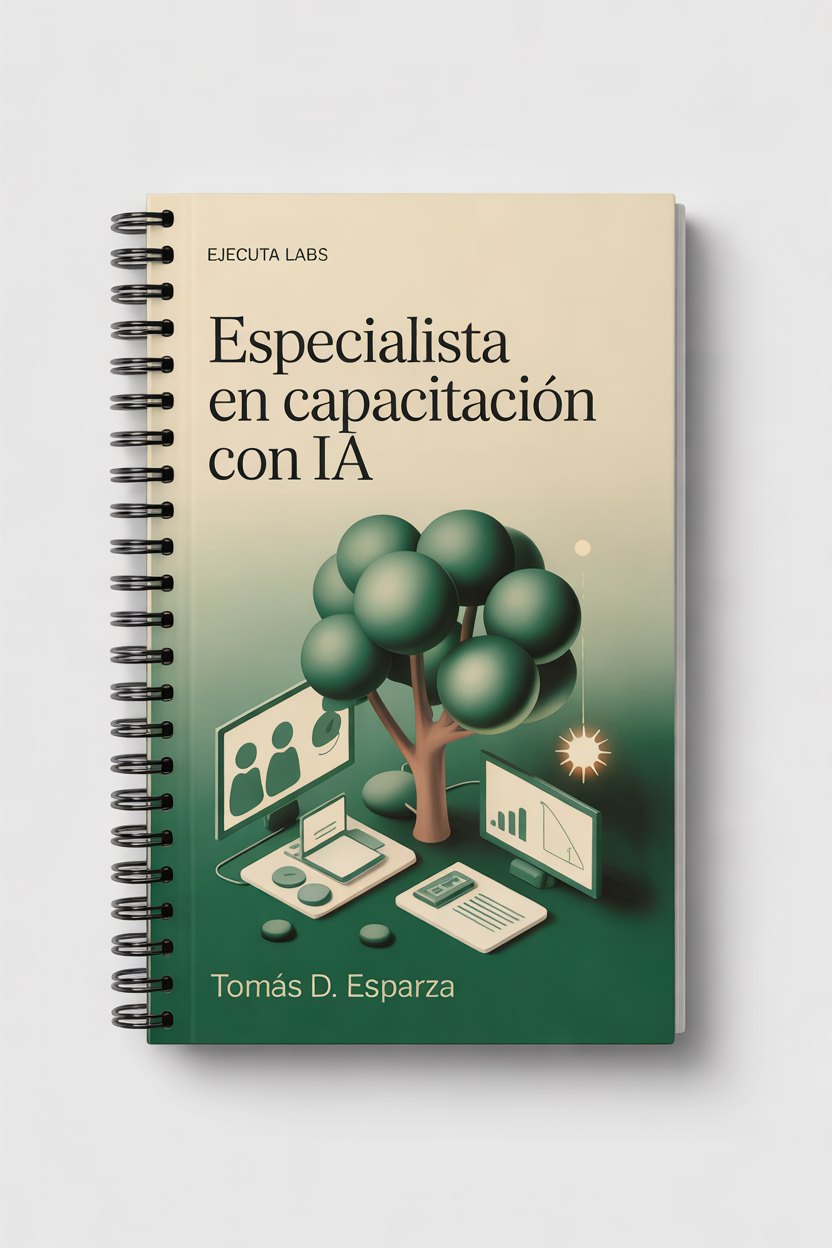 EJECUTA LABS
Especialista
en capacitación
con IA
Tomás D. Esparza